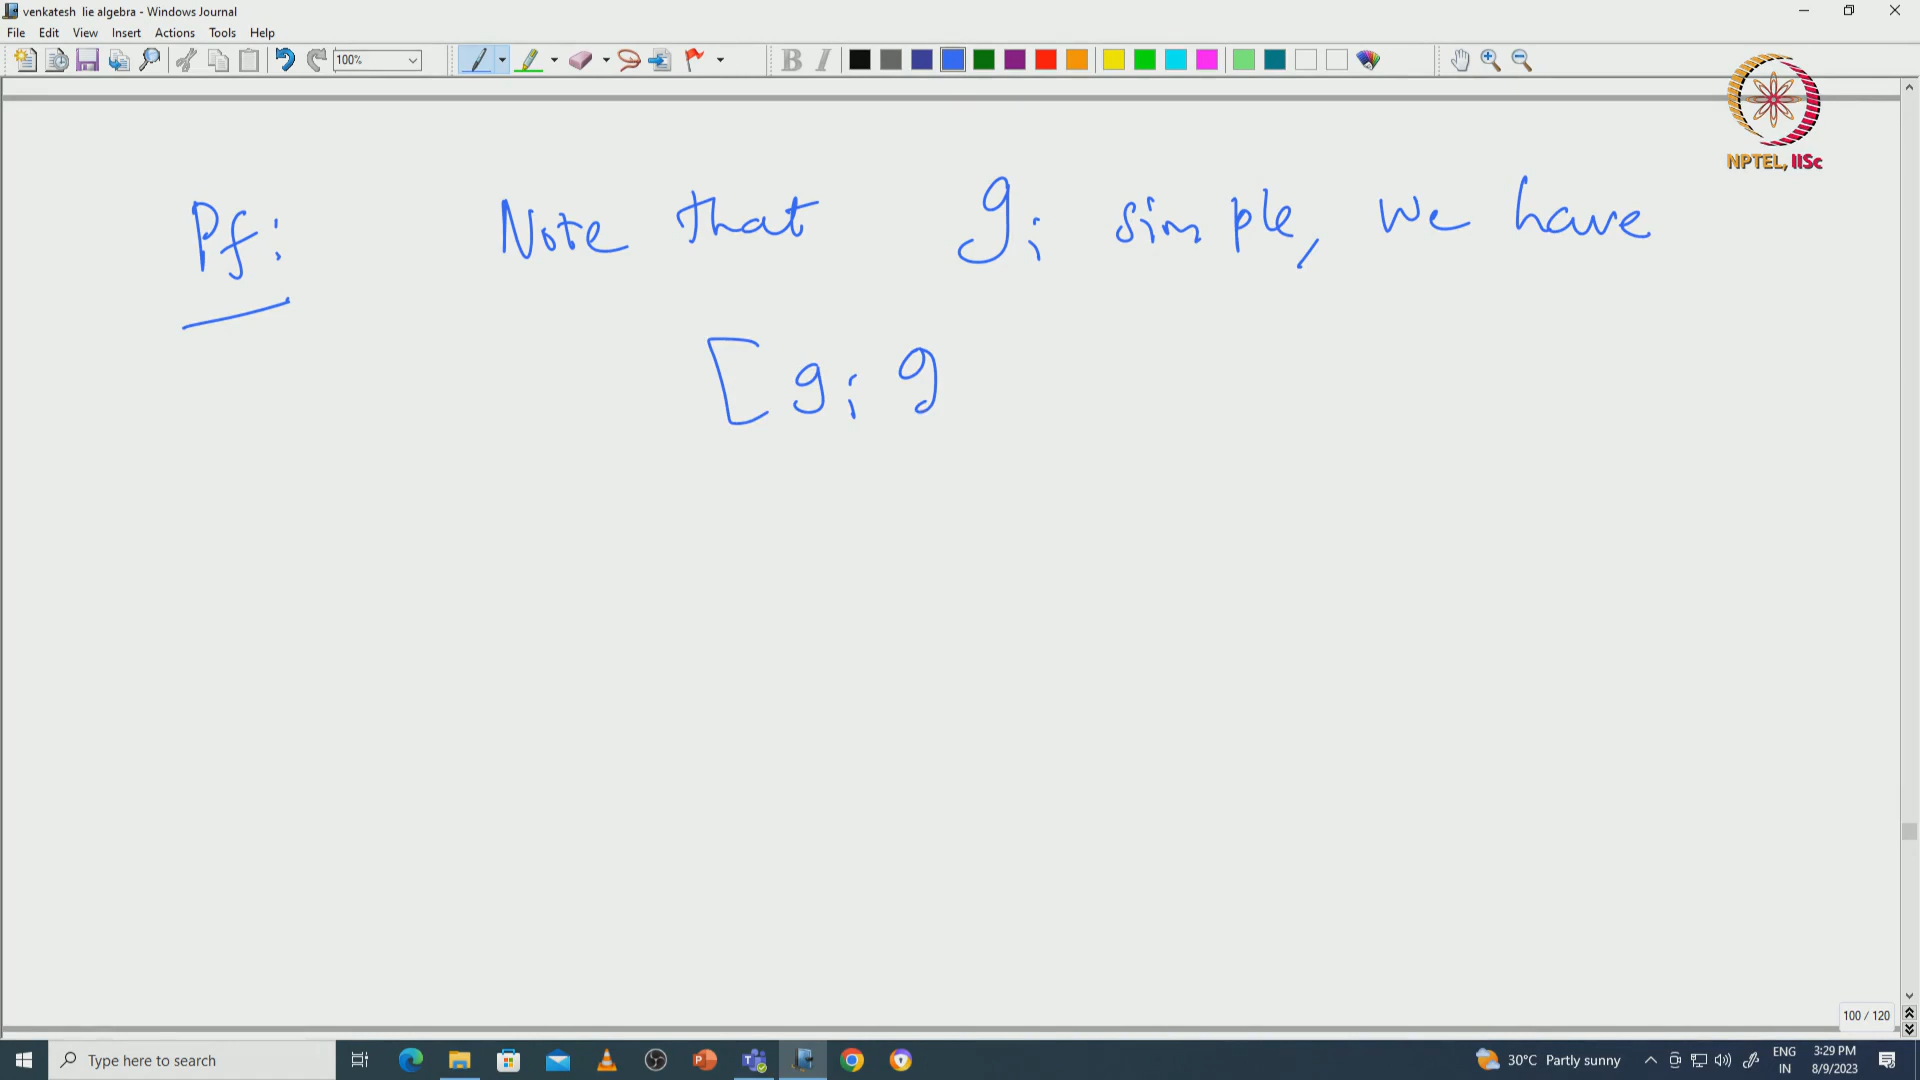 venkatesh lie algebra - Windows Journal
File Edit View Insert Actions Tools Help
100%
B I
NPTEL, IISc
Pf: Note that g_i simple, we have
[g_i g
100 / 120
Type here to search
30°C Partly sunny
ENG
IN
3:29 PM
8/9/2023